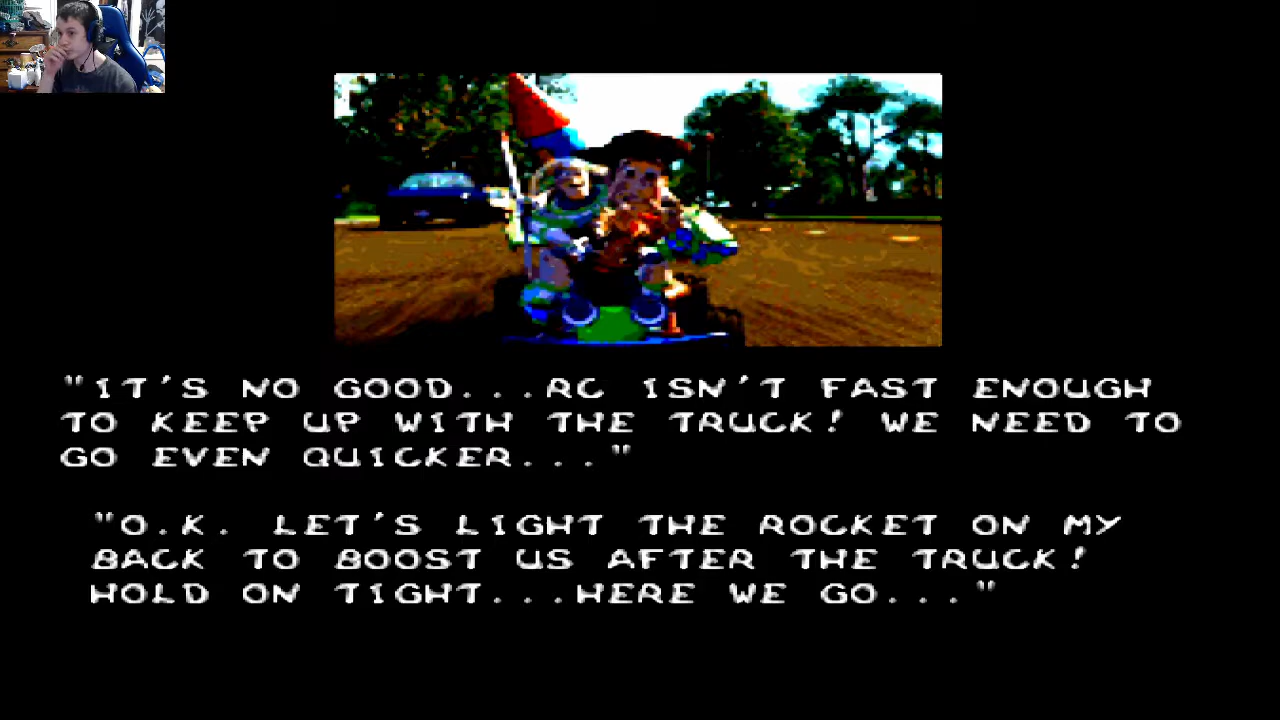 "IT'S NO GOOD...RC ISN'T FAST ENOUGH
TO KEEP UP WITH THE TRUCK! WE NEED TO
GO EVEN QUICKER..."
"O.K. LET'S LIGHT THE ROCKET ON MY
BACK TO BOOST US AFTER THE TRUCK!
HOLD ON TIGHT...HERE WE GO..."